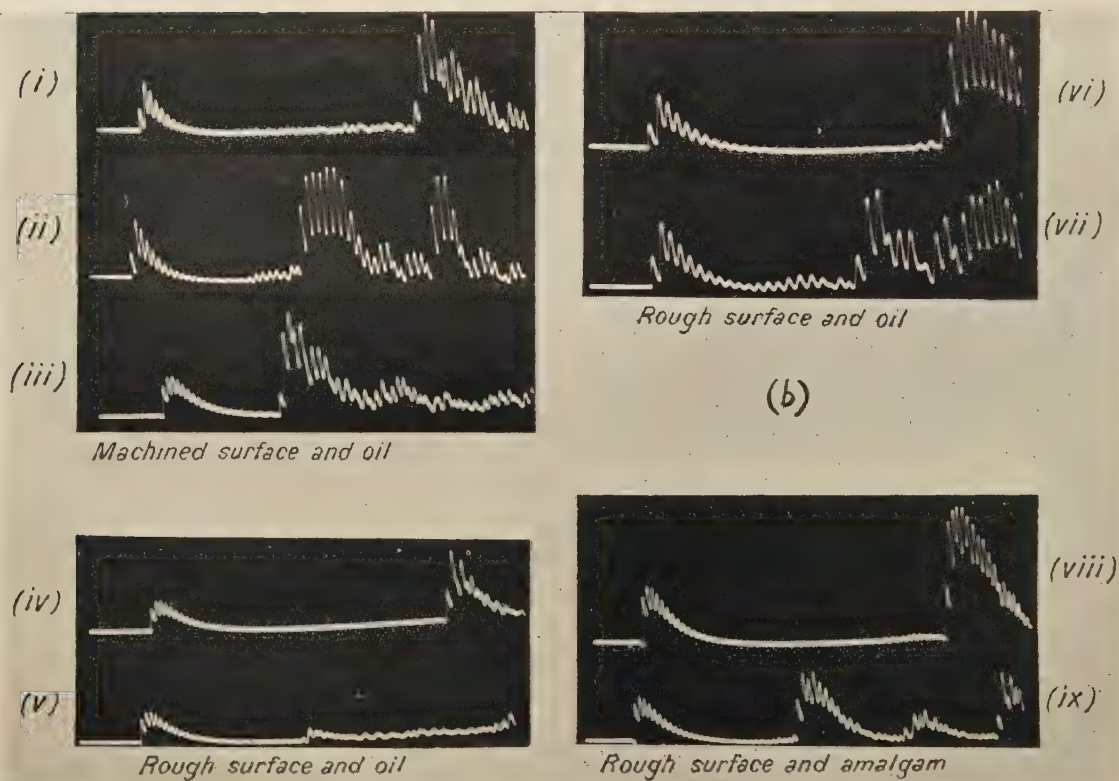 (i)
(ii)
(iii)
Machined surface and oil
(iv)
(v)
Rough surface and oil
(vi)
(vii)
Rough surface and oil
(b)
(viii)
(ix)
Rough surface and amalgam